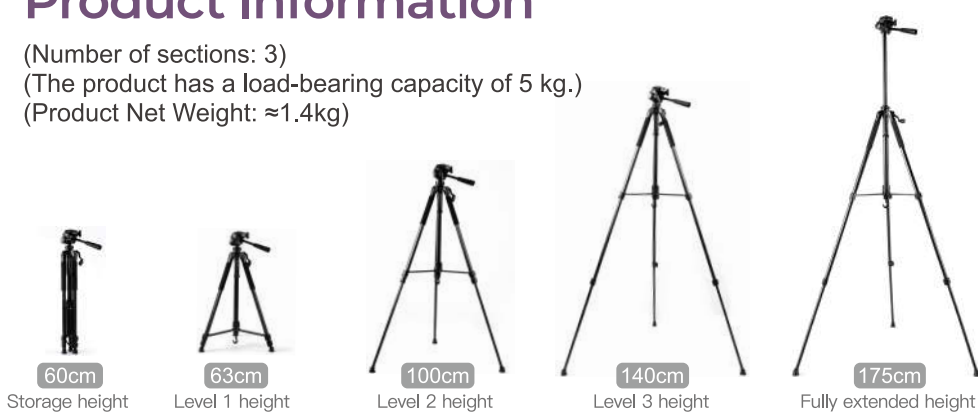 Product Information
(Number of sections: 3)
(The product has a load-bearing capacity of 5 kg.)
(Product Net Weight: ≈1.4kg)
60cm
Storage height
63cm
Level 1 height
100cm
Level 2 height
140cm
Level 3 height
175cm
Fully extended height